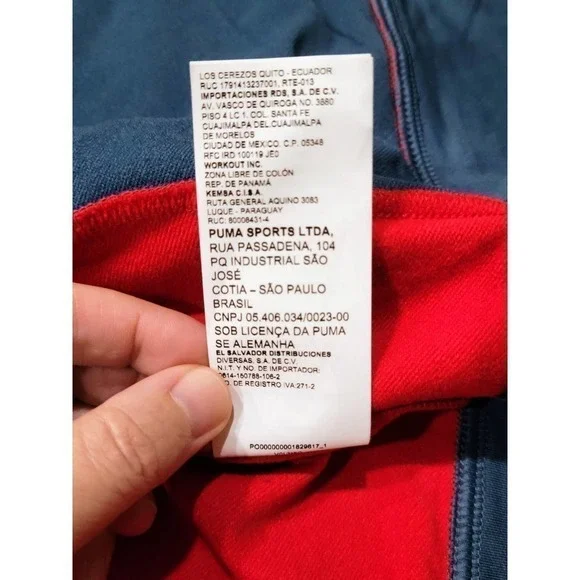 LOS CEREZOS QUITO - ECUADOR
RUC 1791413237001, RTE-013
IMPORTACIONES RDS, S.A. DE C.V.
AV. VASCO DE QUIROGA NO. 3880
PISO 4 LC 1, COL. SANTA FE
CUAJIMALPA DEL.CUAJIMALPA
DE MORELOS
CIUDAD DE MEXICO. C.P. 05348
RFC IRD 100119 JE0
WORKOUT INC.
ZONA LIBRE DE COLÓN
REP. DE PANAMÁ
KEMBA C.I.S.A.
RUTA GENERAL AQUINO 3083
LUQUE - PARAGUAY
RUC: 80008431-4
PUMA SPORTS LTDA,
RUA PASSADENA, 104
PQ INDUSTRIAL SÃO
JOSÉ
COTIA – SÃO PAULO
BRASIL
CNPJ 05.406.034/0023-00
SOB LICENÇA DA PUMA
SE ALEMANHA
EL SALVADOR DISTRIBUCIONES
DIVERSAS, S.A. DE C.V.
N.I.T. Y NO. DE IMPORTADOR:
0614-150788-106-2
NO. DE REGISTRO IVA:271-2
PO000000001829617_1